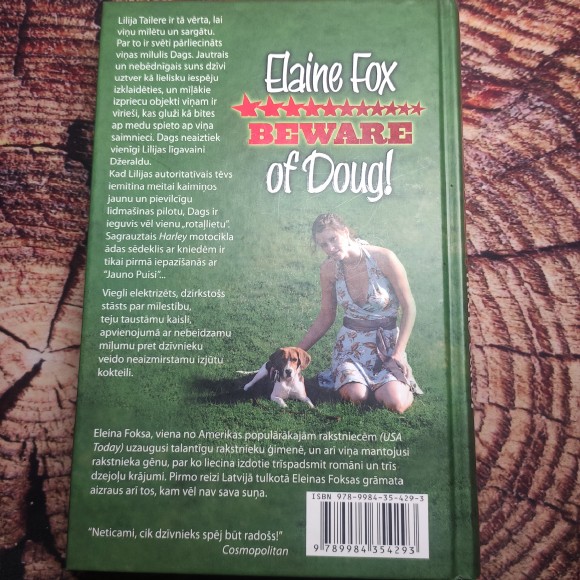 Lilija Tailere ir tā vērta, lai
viņu mīlētu un sargātu.
Par to ir svēti pārliecināts
viņas mīlulis Dags. Jautrais
un nebēdnīgais suns dzīvi
uztver kā lielisku iespēju
izklaidēties, un mīļākie
izpriecu objekti viņam ir
vīrieši, kas gluži kā bites
ap medu spieto ap viņa
saimnieci. Dags neaiztiek
vienīgi Lilijas līgavaini
Džeraldu.
Kad Lilijas autoritatīvais tēvs
iemitina meitai kaimiņos
jaunu un pievilcīgu
lidmašīnas pilotu, Dags ir
ieguvis vēl vienu „rotaļlietu”.
Sagrauztais Harley motocikla
ādas sēdeklis ar kniedēm ir
tikai pirmā iepazīšanās ar
“Jauno Puisi”...
Viegli elektrizēts, dzirkstošs
stāsts par mīlestību,
teju taustāmu kaisli,
apvienojumā ar nebeidzamu
mīļumu pret dzīvnieku
veido neaizmirstamu izjūtu
kokteili.
Elaine Fox
BEWARE
of Doug!
Eleina Foksa, viena no Amerikas populārākajām rakstniecēm (USA
Today) uzaugusi talantīgu rakstnieku ģimenē, un arī viņa mantojusi
rakstnieka gēnu, par ko liecina izdotie trīspadsmit romāni un trīs
dzejoļu krājumi. Pirmo reizi Latvijā tulkotā Eleinas Foksas grāmata
aizraus arī tos, kam vēl nav sava suņa.
“Neticami, cik dzīvnieks spēj būt radošs!”
Cosmopolitan
ISBN 978-9984-35-429-3
9 789984 354293